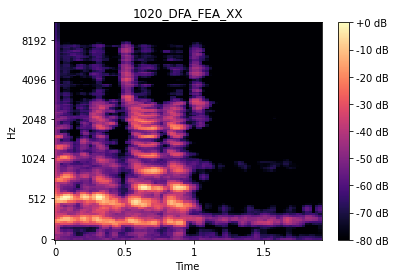 1020_DFA_FEA_XX
+0 dB
8192
-10 dB
4096
-20 dB
-30 dB
2048
-40 dB
Hz
1024
-50 dB
512
-60 dB
-70 dB
0
-80 dB
0 0.5 1 1.5
Time